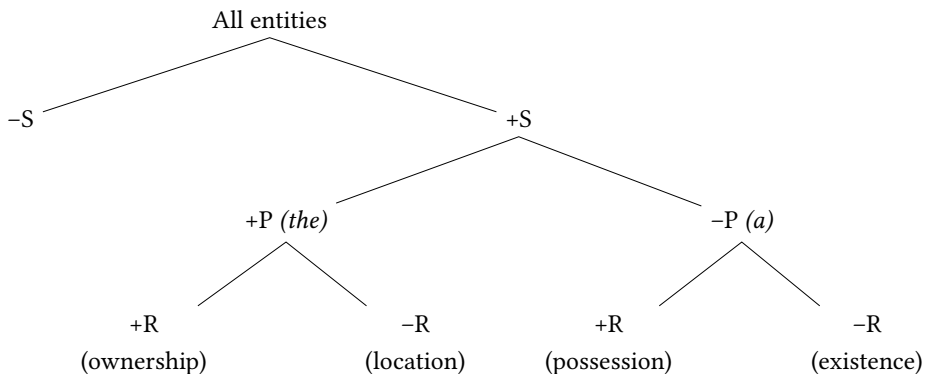 All entities
–S +S
+P (the) –P (a)
+R –R +R –R
(ownership) (location) (possession) (existence)